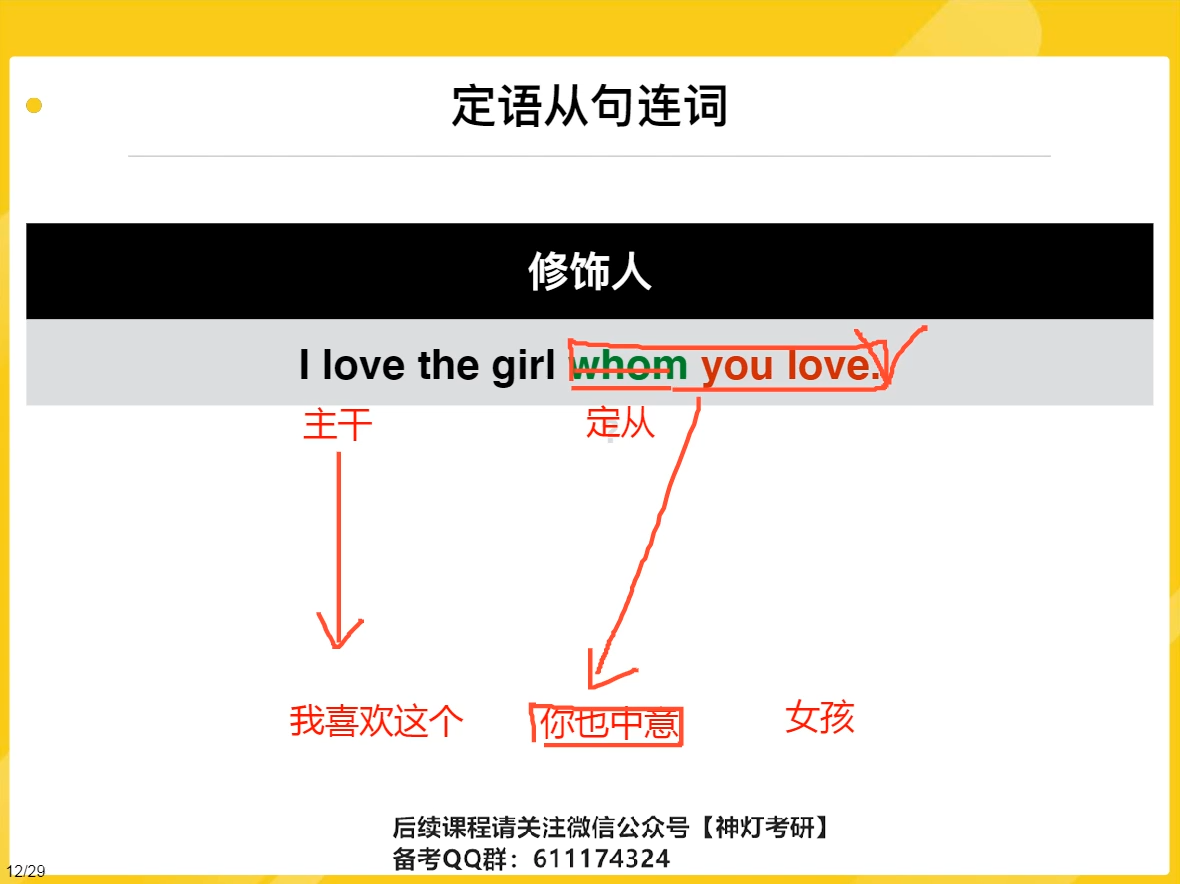 定语从句连词
修饰人
I love the girl whom you love.
主干 定从
我喜欢这个 你也中意 女孩
后续课程请关注微信公众号【神灯考研】
备考QQ群：611174324
12/29